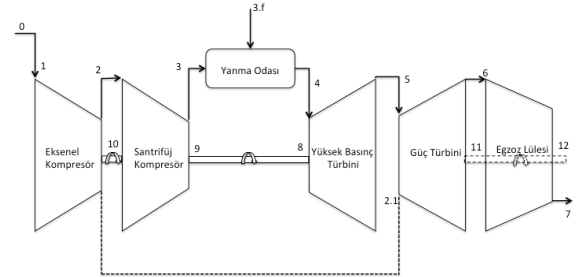 0
3.f
1
2
3
Yanma Odası
4
5
6
Eksenel
Kompresör
10
Santrifüj
Kompresör
9
8
Yüksek Basınç
Türbini
Güç Türbini
11
Egzoz Lülesi
12
2.1
7